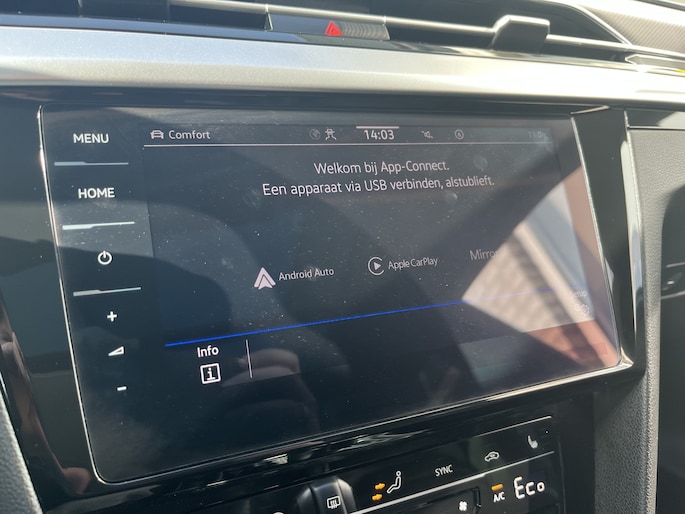 MENU
Comfort
14:03
HOME
Welkom bij App-Connect.
Een apparaat via USB verbinden, alstublieft.
Android Auto
Apple CarPlay
Mirro
Info
SYNC
A/C
Eco